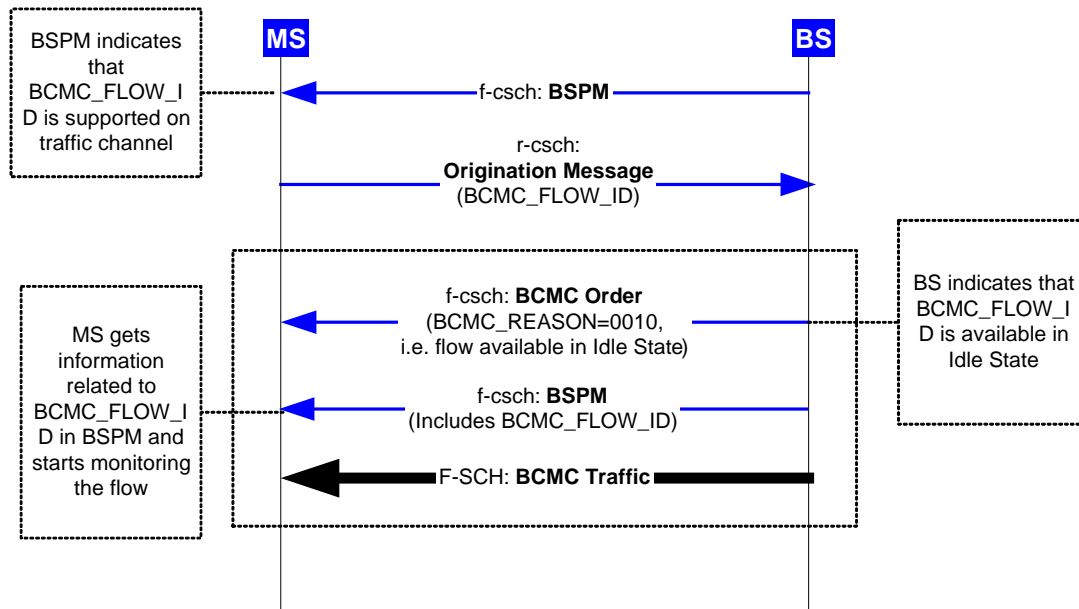 BSPM indicates
that
BCMC_FLOW_I
D is supported on
traffic channel
MS
BS
f-csch: BSPM
r-csch:
Origination Message
(BCMC_FLOW_ID)
f-csch: BCMC Order
(BCMC_REASON=0010,
i.e. flow available in Idle State)
BS indicates that
BCMC_FLOW_I
D is available in
Idle State
MS gets
information
related to
BCMC_FLOW_I
D in BSPM and
starts monitoring
the flow
f-csch: BSPM
(Includes BCMC_FLOW_ID)
F-SCH: BCMC Traffic